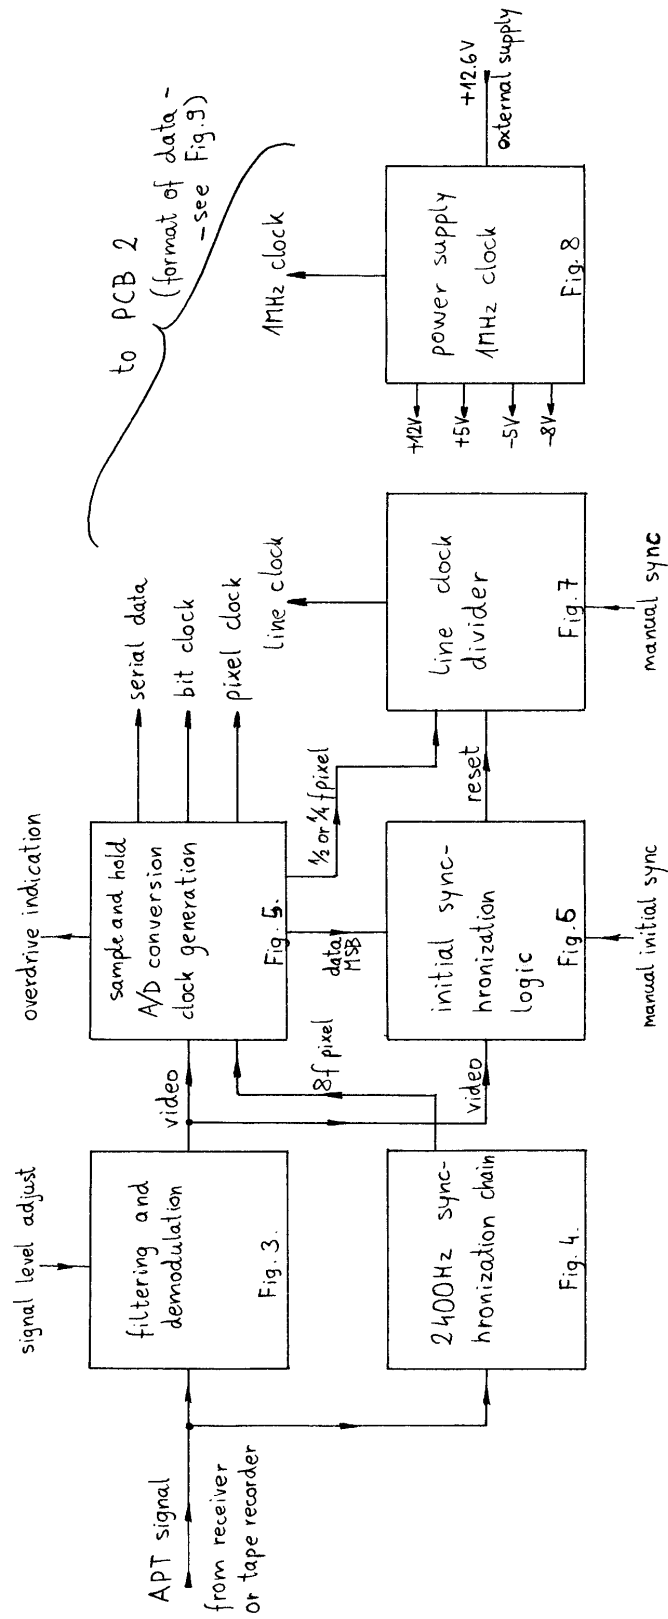 APT signal
from receiver
or tape recorder
signal level adjust
filtering and
demodulation
Fig. 3.
2400Hz sync-
hronization chain
Fig. 4.
video
8f pixel
video
overdrive indication
sample and hold
A/D conversion
clock generation
Fig. 5.
data
MSB
initial sync-
hronization
logic
Fig. 6
manual initial sync
serial data
bit clock
pixel clock
1/2 or 1/4 f pixel
reset
line clock
line clock
divider
Fig. 7
manual sync
to PCB 2
(format of data -
- see Fig. 9)
1MHz clock
+12V
+5V
-5V
-8V
power supply
1MHz clock
Fig. 8
+12.6V
external supply